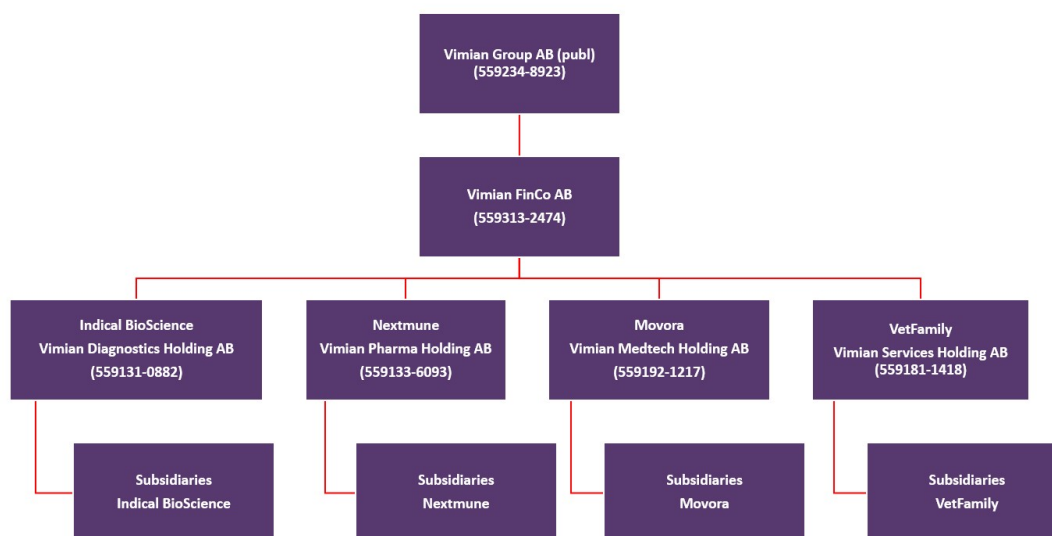 Vimian Group AB (publ)
(559234-8923)
Vimian FinCo AB
(559313-2474)
Indical BioScience
Vimian Diagnostics Holding AB
(559131-0882)
Nextmune
Vimian Pharma Holding AB
(559133-6093)
Movora
Vimian Medtech Holding AB
(559192-1217)
VetFamily
Vimian Services Holding AB
(559181-1418)
Subsidiaries
Indical BioScience
Subsidiaries
Nextmune
Subsidiaries
Movora
Subsidiaries
VetFamily